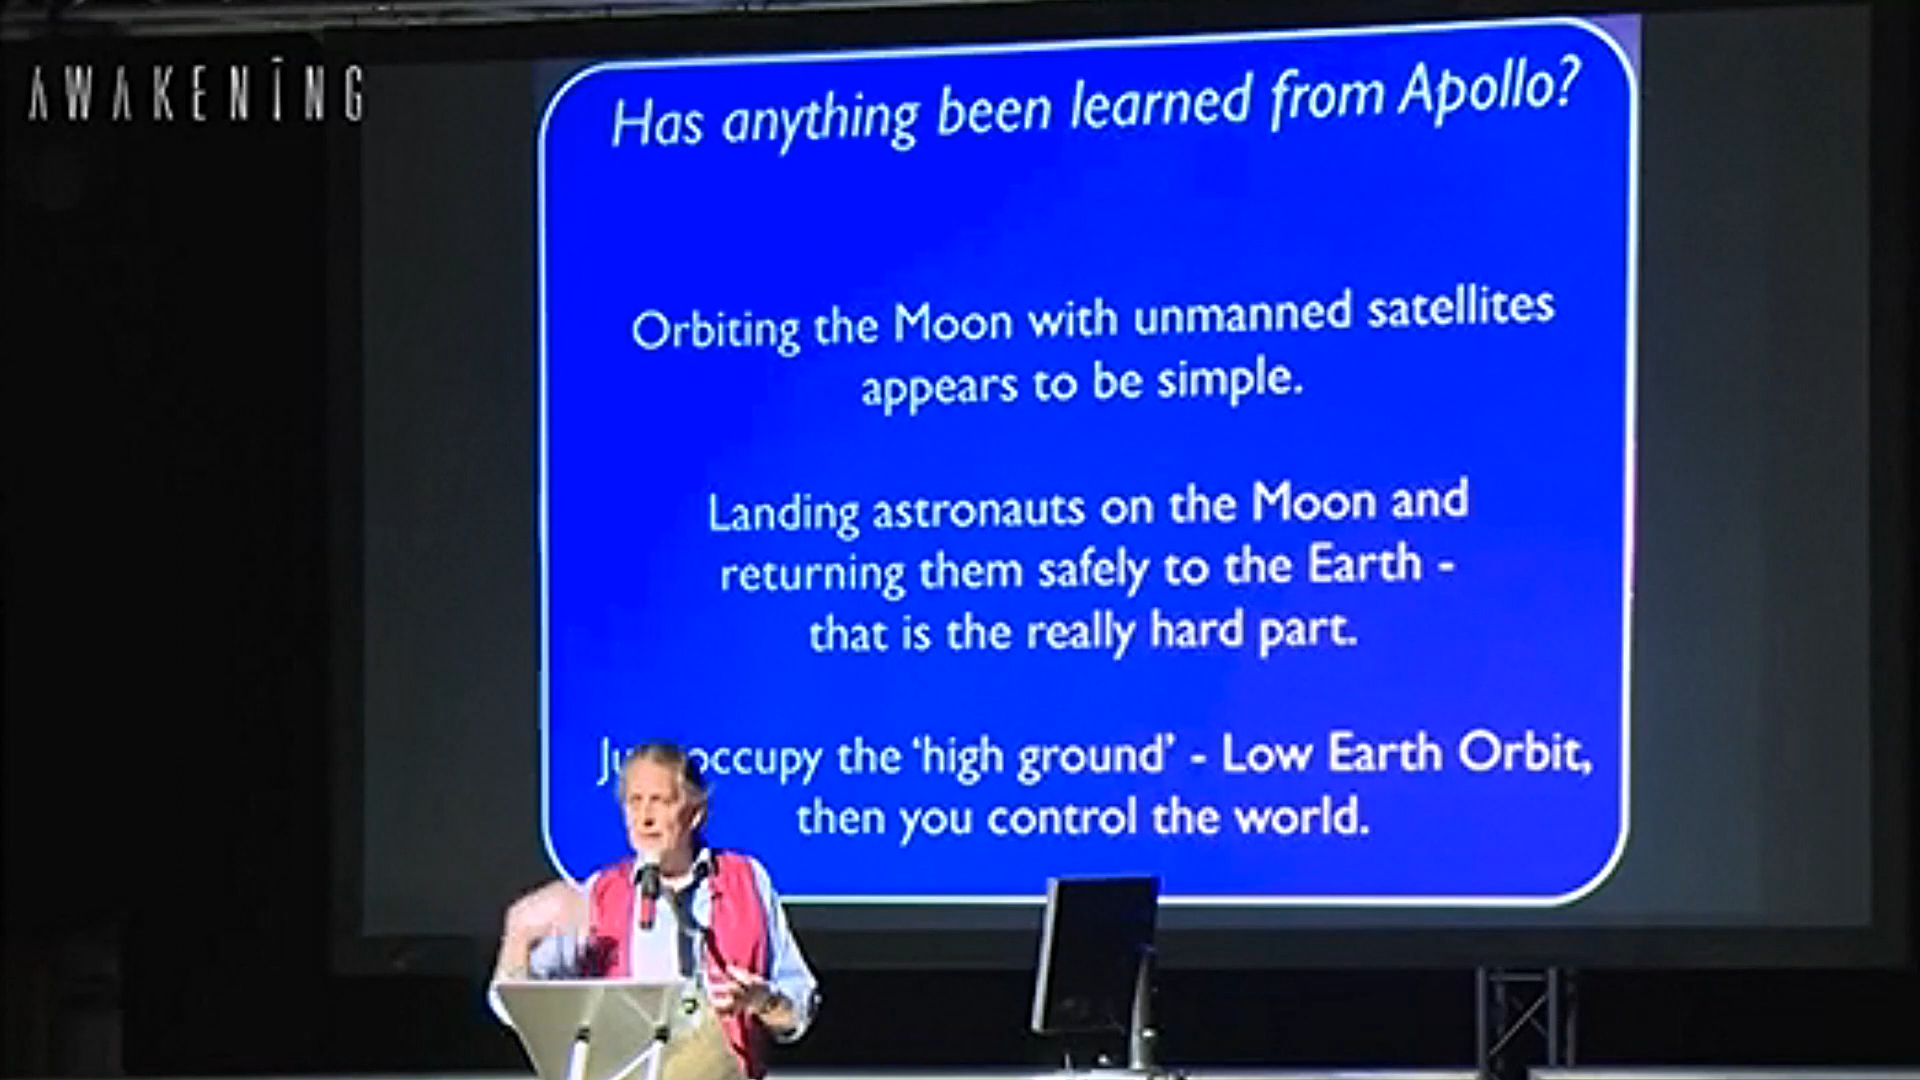 AWAKENING
Has anything been learned from Apollo?
Orbiting the Moon with unmanned satellites
appears to be simple.
Landing astronauts on the Moon and
returning them safely to the Earth -
that is the really hard part.
occupy the ‘high ground’ - Low Earth Orbit,
then you control the world.